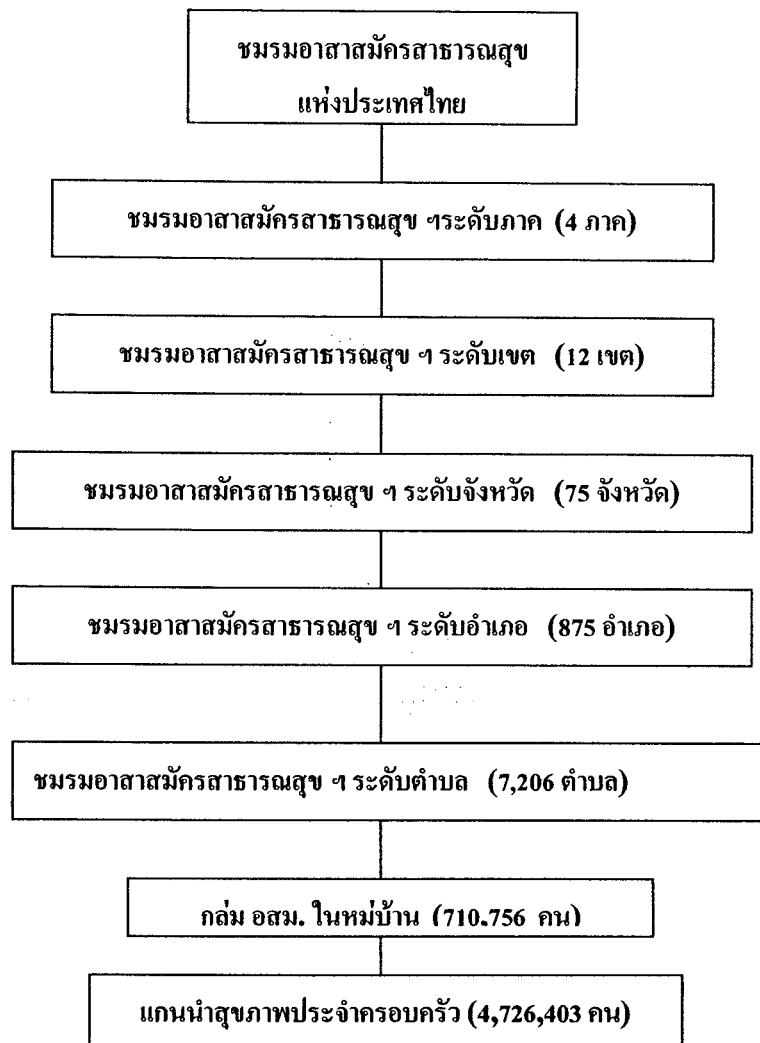 ชมรมอาสาสมัครสาธารณสุข
แห่งประเทศไทย
ชมรมอาสาสมัครสาธารณสุข ฯระดับภาค (4 ภาค)
ชมรมอาสาสมัครสาธารณสุข ฯ ระดับเขต (12 เขต)
ชมรมอาสาสมัครสาธารณสุข ฯ ระดับจังหวัด (75 จังหวัด)
ชมรมอาสาสมัครสาธารณสุข ฯ ระดับอำเภอ (875 อำเภอ)
ชมรมอาสาสมัครสาธารณสุข ฯ ระดับตำบล (7,206 ตำบล)
กลุ่ม อสม. ในหมู่บ้าน (710,756 คน)
แกนนำสุขภาพประจำครอบครัว (4,726,403 คน)